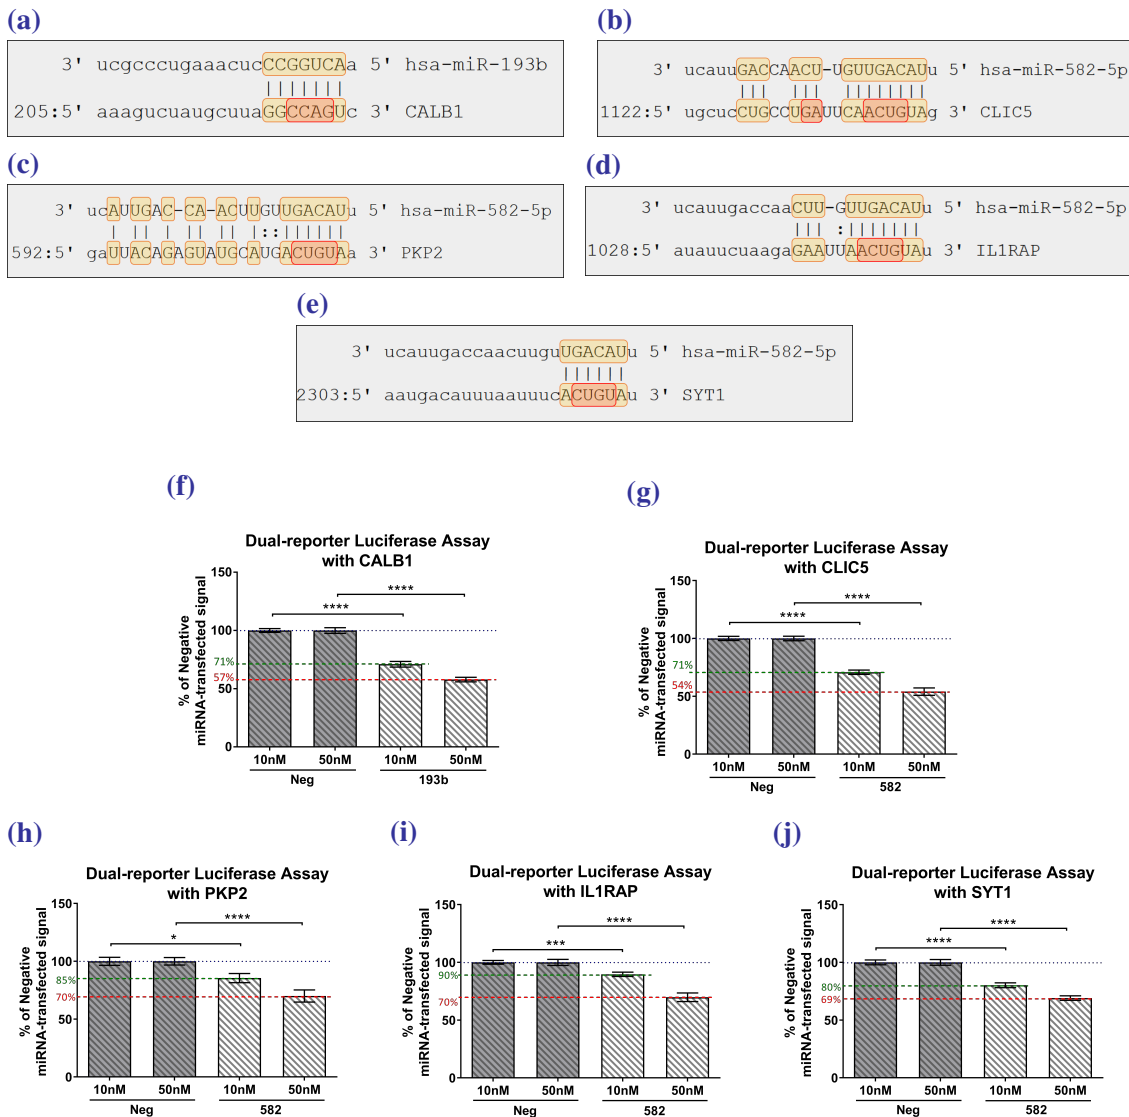 (a)
3' ucgcccugaaacucCCGGUCAa 5' hsa-miR-193b
205:5' aaagucuaugcuuaGGCCAGUc 3' CALB1
(b)
3' ucauuGACCAACU-UGUUGACAUu 5' hsa-miR-582-5p
1122:5' ugcucCUGCCUGAUUCAACUGUAg 3' CLIC5
(c)
3' ucAUUGAC-CA-ACUUGUUGACAUu 5' hsa-miR-582-5p
592:5' gaUUACAGAGUAUGCAUGACUGUAa 3' PKP2
(d)
3' ucauugaccaaCUU-GUUGACAUu 5' hsa-miR-582-5p
1028:5' auauucuaagaGAAUUAACUGUAu 3' IL1RAP
(e)
3' ucauugaccaacuuguUGACAUu 5' hsa-miR-582-5p
2303:5' aaugacauuuaauuucACUGUAu 3' SYT1
(f)
Dual-reporter Luciferase Assay
with CALB1
% of Negative
miRNA-transfected signal
150
100
50
0
71%
57%
****
****
10nM 50nM 10nM 50nM
Neg 193b
(g)
Dual-reporter Luciferase Assay
with CLIC5
% of Negative
miRNA-transfected signal
150
100
50
0
71%
54%
****
****
10nM 50nM 10nM 50nM
Neg 582
(h)
Dual-reporter Luciferase Assay
with PKP2
% of Negative
miRNA-transfected signal
150
100
50
0
85%
70%
****
*
10nM 50nM 10nM 50nM
Neg 582
(i)
Dual-reporter Luciferase Assay
with IL1RAP
% of Negative
miRNA-transfected signal
150
100
50
0
90%
70%
****
***
10nM 50nM 10nM 50nM
Neg 582
(j)
Dual-reporter Luciferase Assay
with SYT1
% of Negative
miRNA-transfected signal
150
100
50
0
80%
69%
****
****
10nM 50nM 10nM 50nM
Neg 582